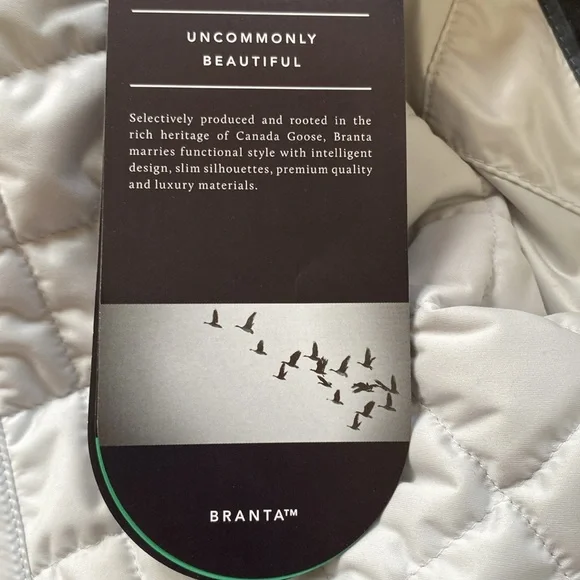 UNCOMMONLY
BEAUTIFUL
Selectively produced and rooted in the
rich heritage of Canada Goose, Branta
marries functional style with intelligent
design, slim silhouettes, premium quality
and luxury materials.
BRANTA™